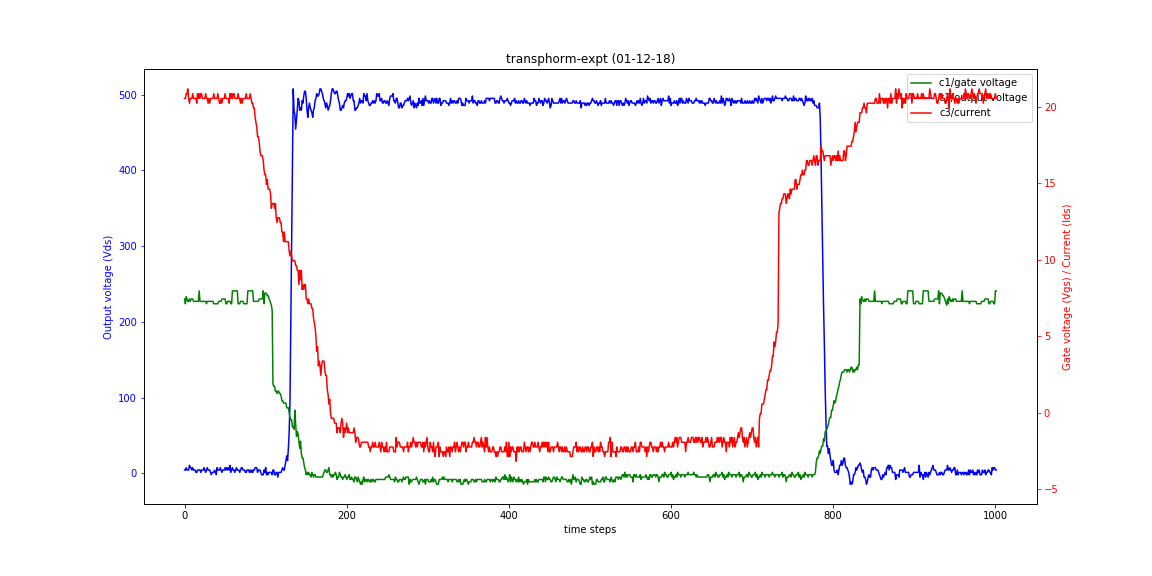 transphorm-expt (01-12-18)
c1/gate voltage
voltage
c3/current
500
400
300
200
100
0
Output voltage (Vds)
20
15
10
5
0
−5
Gate voltage (Vgs) / Current (Ids)
0
200
400
600
800
1000
time steps